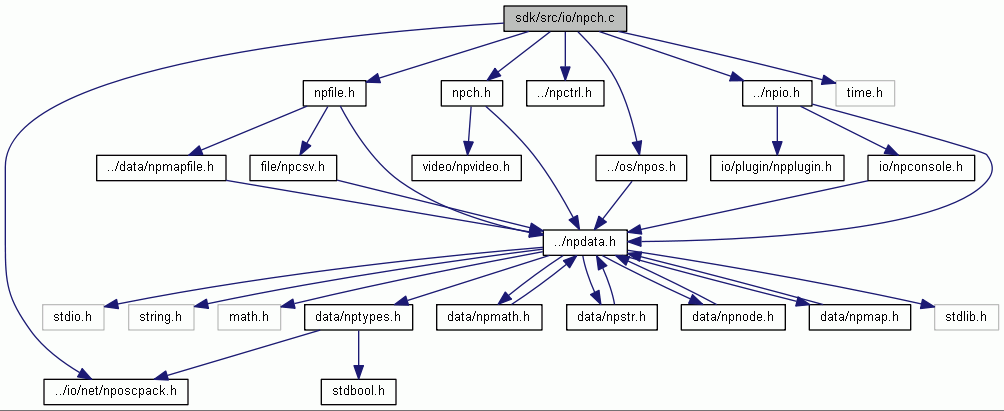 sdk/src/io/npch.c
npfile.h
npch.h
../npctrl.h
../npio.h
time.h
../data/npmapfile.h
file/npcsv.h
video/npvideo.h
../os/npos.h
io/plugin/npplugin.h
io/npconsole.h
../npdata.h
stdio.h
string.h
math.h
data/nptypes.h
data/npmath.h
data/npstr.h
data/npnode.h
data/npmap.h
stdlib.h
../io/net/nposcpack.h
stdbool.h